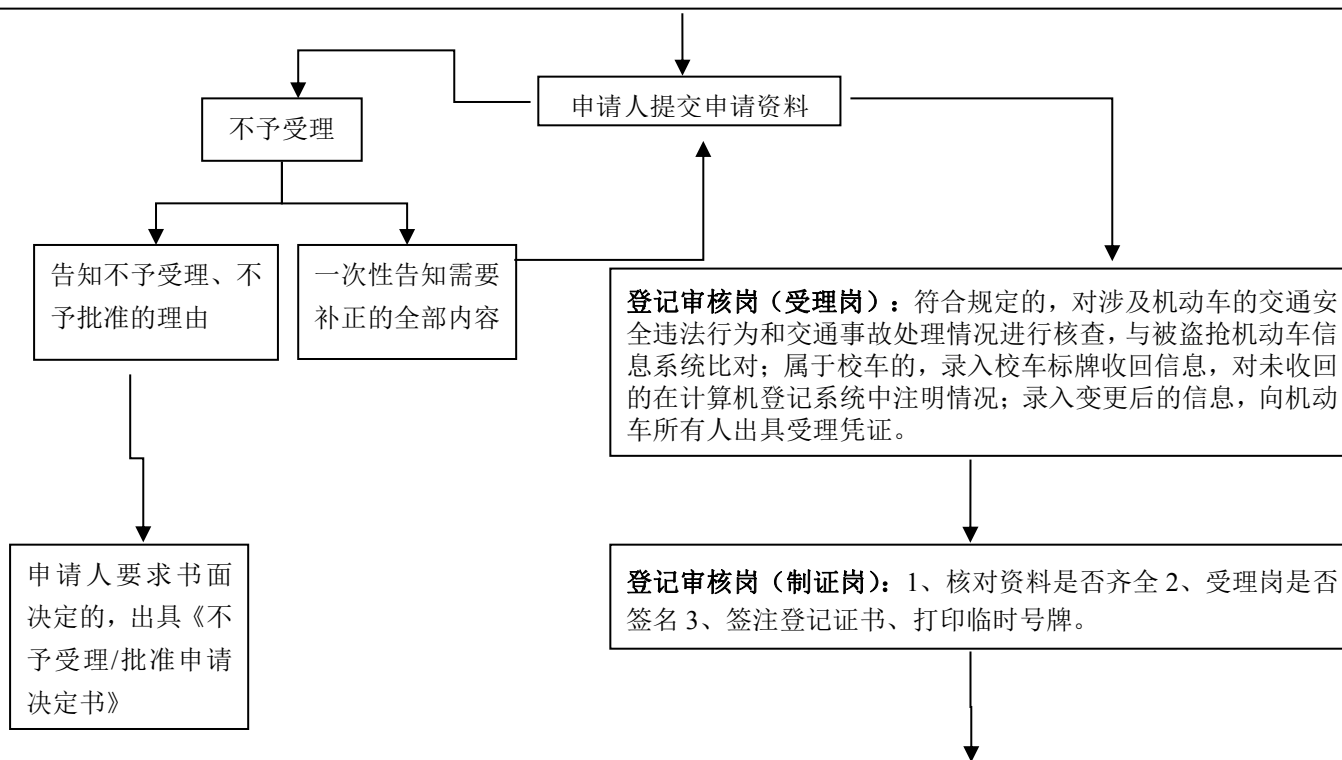 申请人提交申请资料
不予受理
告知不予受理、不
予批准的理由
一次性告知需要
补正的全部内容
登记审核岗（受理岗）：符合规定的，对涉及机动车的交通安
全违法行为和交通事故处理情况进行核查，与被盗抢机动车信
息系统比对；属于校车的，录入校车标牌收回信息，对未收回
的在计算机登记系统中注明情况；录入变更后的信息，向机动
车所有人出具受理凭证。
申请人要求书面
决定的，出具《不
予受理/批准申请
决定书》
登记审核岗（制证岗）：1、核对资料是否齐全 2、受理岗是否
签名 3、签注登记证书、打印临时号牌。